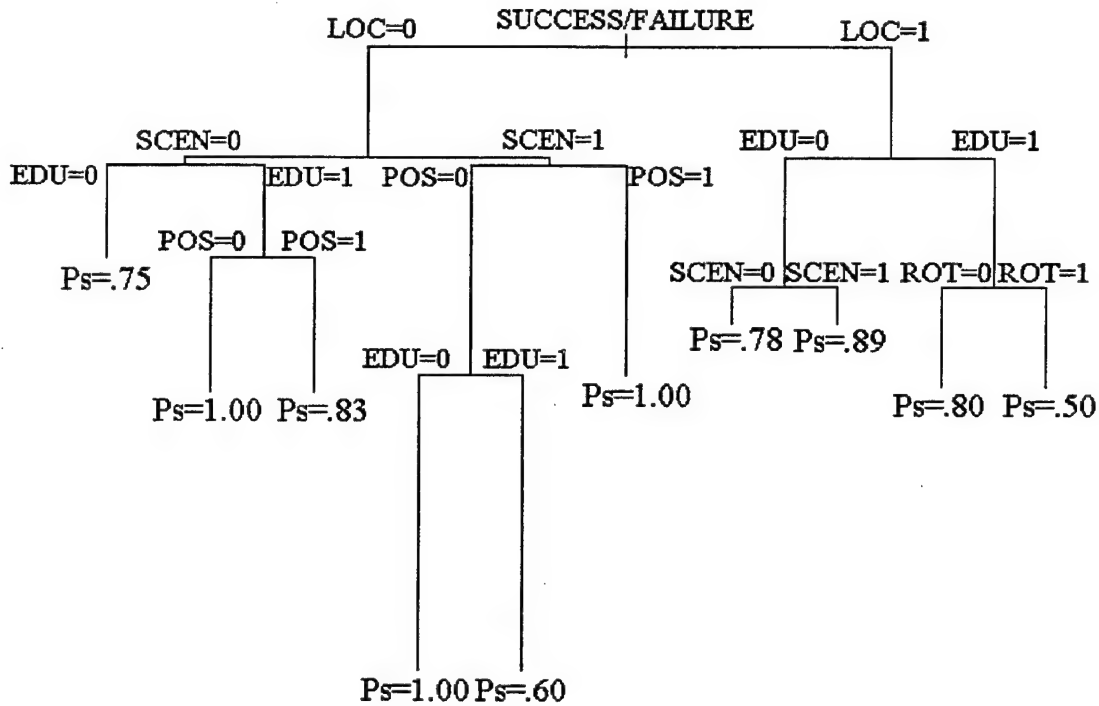 SUCCESS/FAILURE
LOC=0 LOC=1
SCEN=0 SCEN=1 EDU=0 EDU=1
EDU=0 EDU=1 POS=0 POS=1
POS=0 POS=1
Ps=.75
SCEN=0 SCEN=1 ROT=0 ROT=1
Ps=.78 Ps=.89
EDU=0 EDU=1
Ps=1.00 Ps=.83 Ps=1.00 Ps=.80 Ps=.50
Ps=1.00 Ps=.60